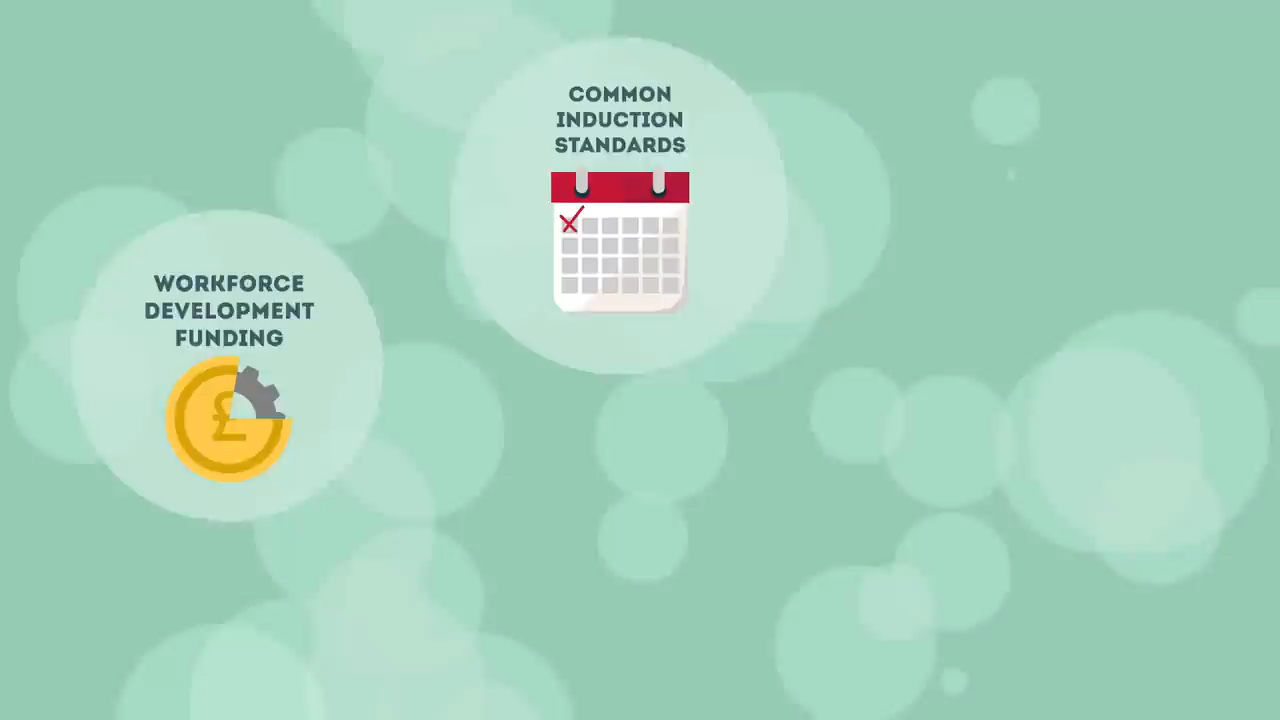 COMMON
INDUCTION
STANDARDS
WORKFORCE
DEVELOPMENT
FUNDING
£